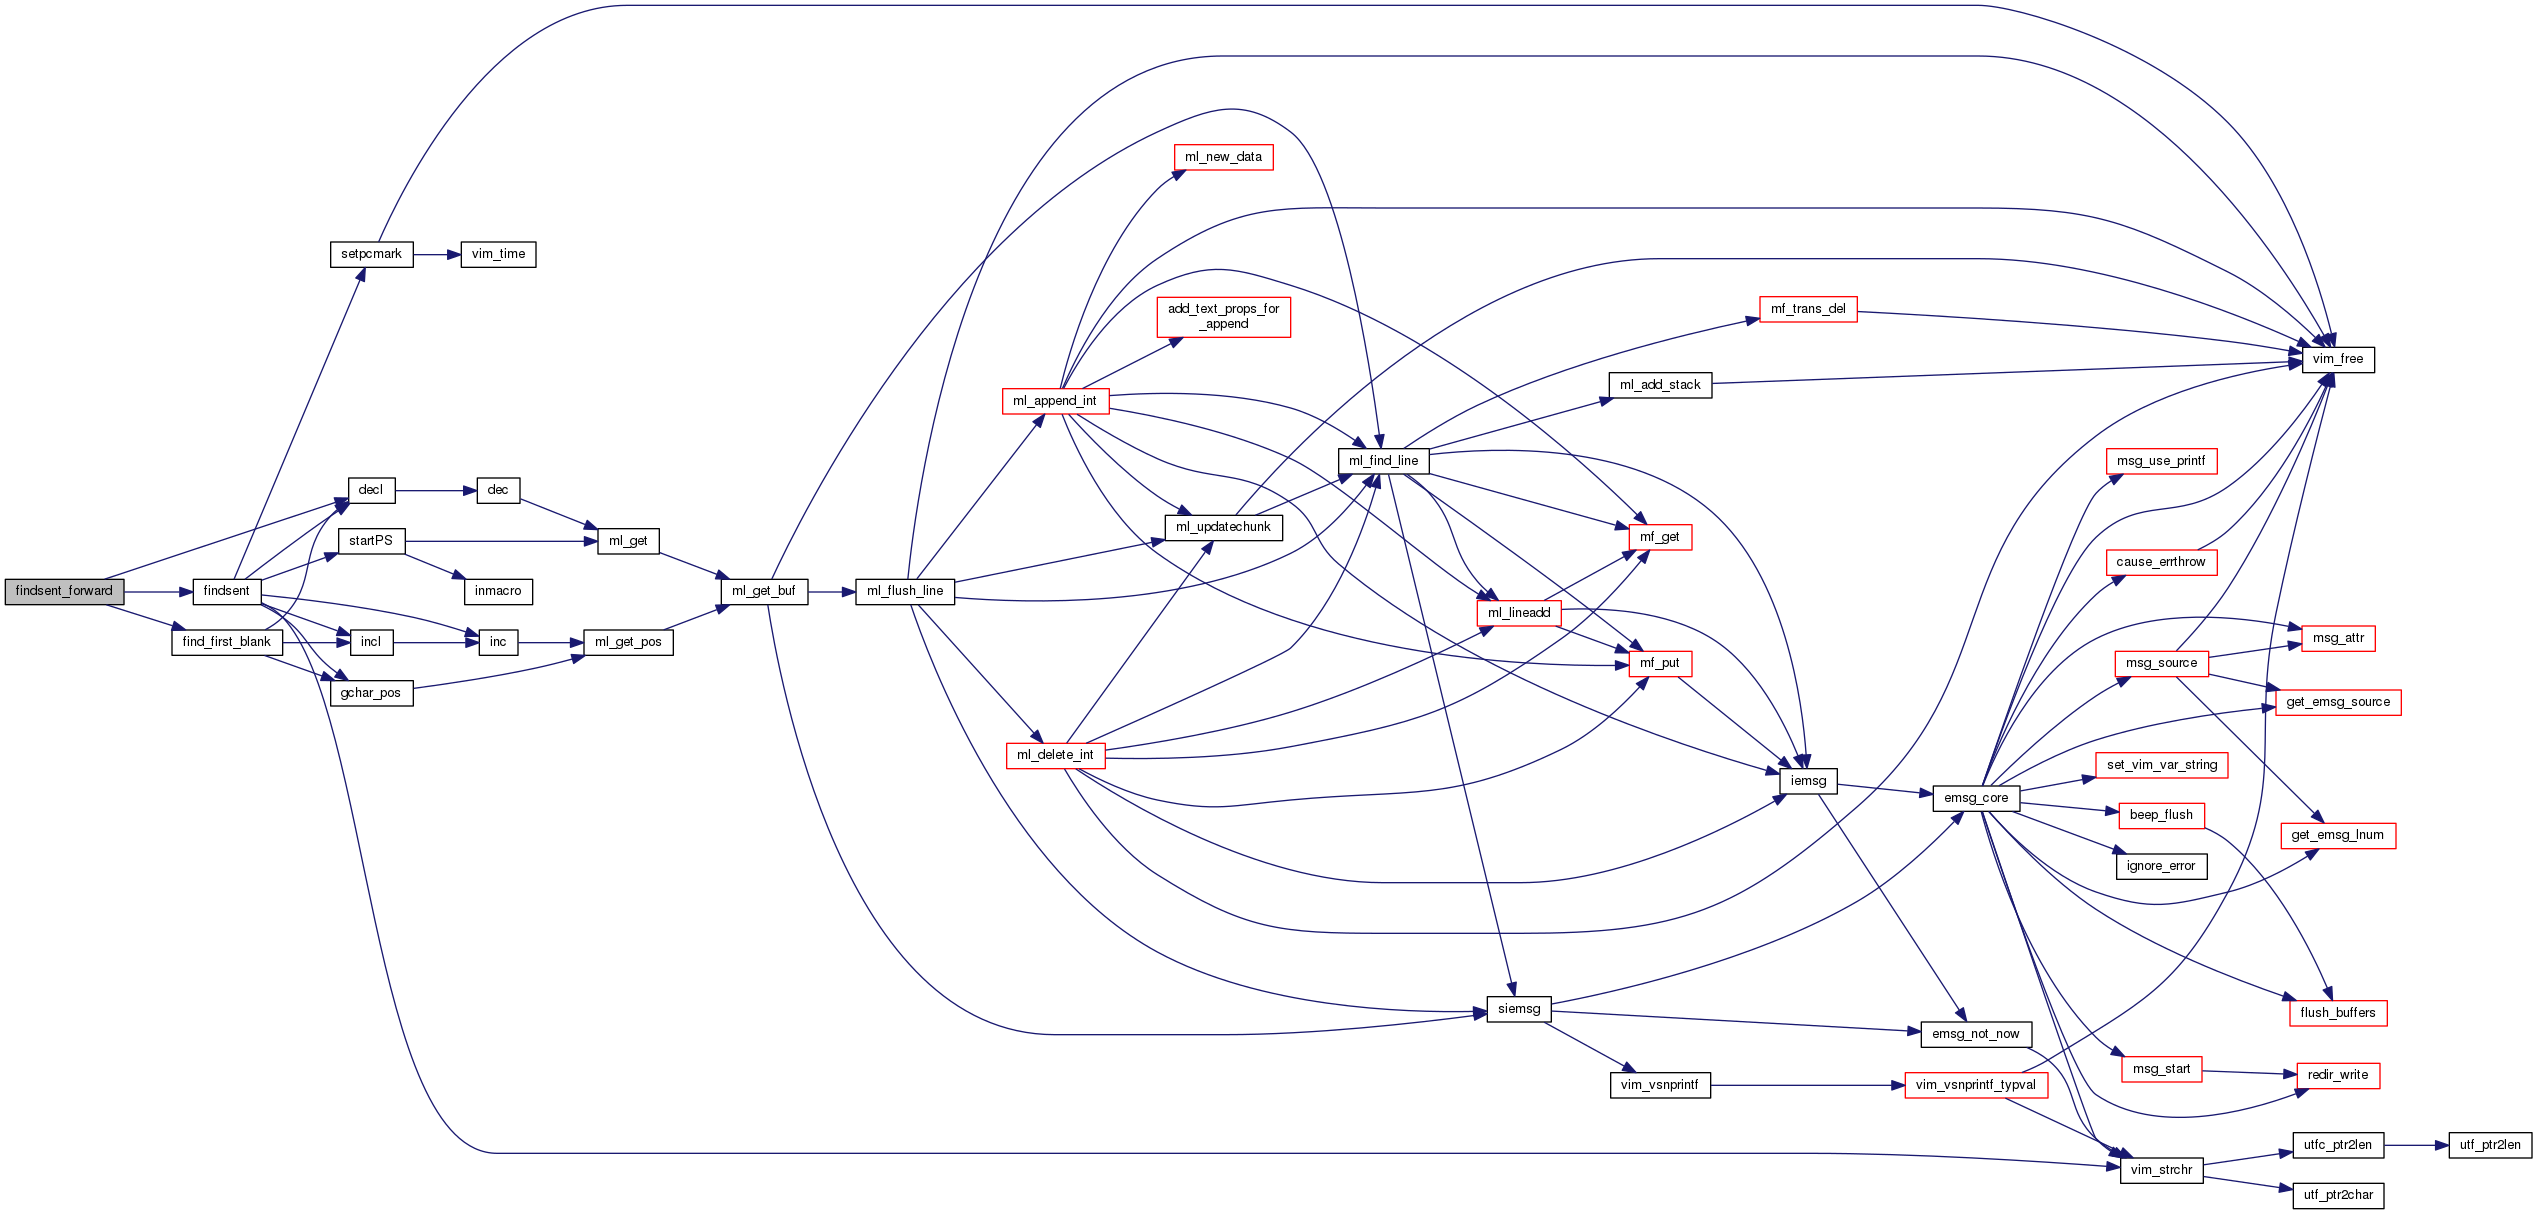 findsent_forward
findsent
find_first_blank
setpcmark
decl
startPS
incl
gchar_pos
vim_time
dec
inmacro
inc
ml_get
ml_get_pos
ml_get_buf
ml_flush_line
ml_append_int
ml_delete_int
ml_new_data
add_text_props_for
_append
ml_updatechunk
ml_find_line
ml_lineadd
siemsg
mf_trans_del
ml_add_stack
mf_get
mf_put
iemsg
vim_vsnprintf
emsg_core
emsg_not_now
vim_vsnprintf_typval
msg_use_printf
cause_errthrow
msg_source
set_vim_var_string
beep_flush
ignore_error
msg_start
vim_strchr
vim_free
msg_attr
get_emsg_source
get_emsg_lnum
flush_buffers
redir_write
utfc_ptr2len
utf_ptr2char
utf_ptr2len